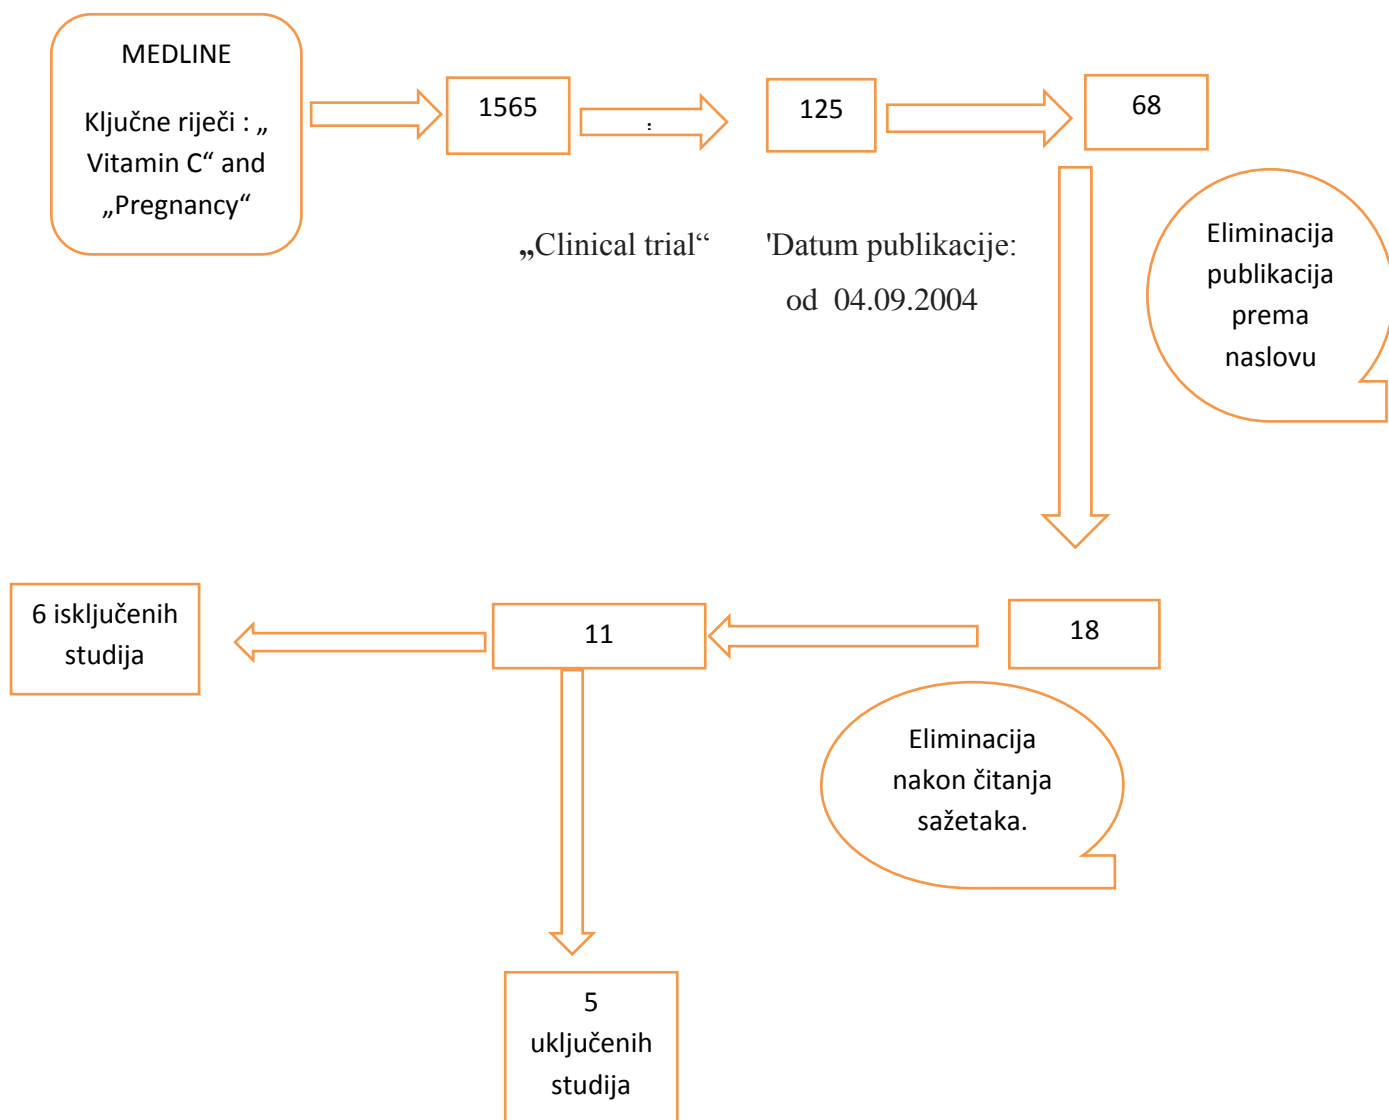 MEDLINE
Ključne riječi : „
Vitamin C“ and
„Pregnancy“
1565
:
125
68
„Clinical trial“
'Datum publikacije:
od 04.09.2004
Eliminacija
publikacija
prema
naslovu
18
Eliminacija
nakon čitanja
sažetaka.
11
6 isključenih
studija
5
uključenih
studija